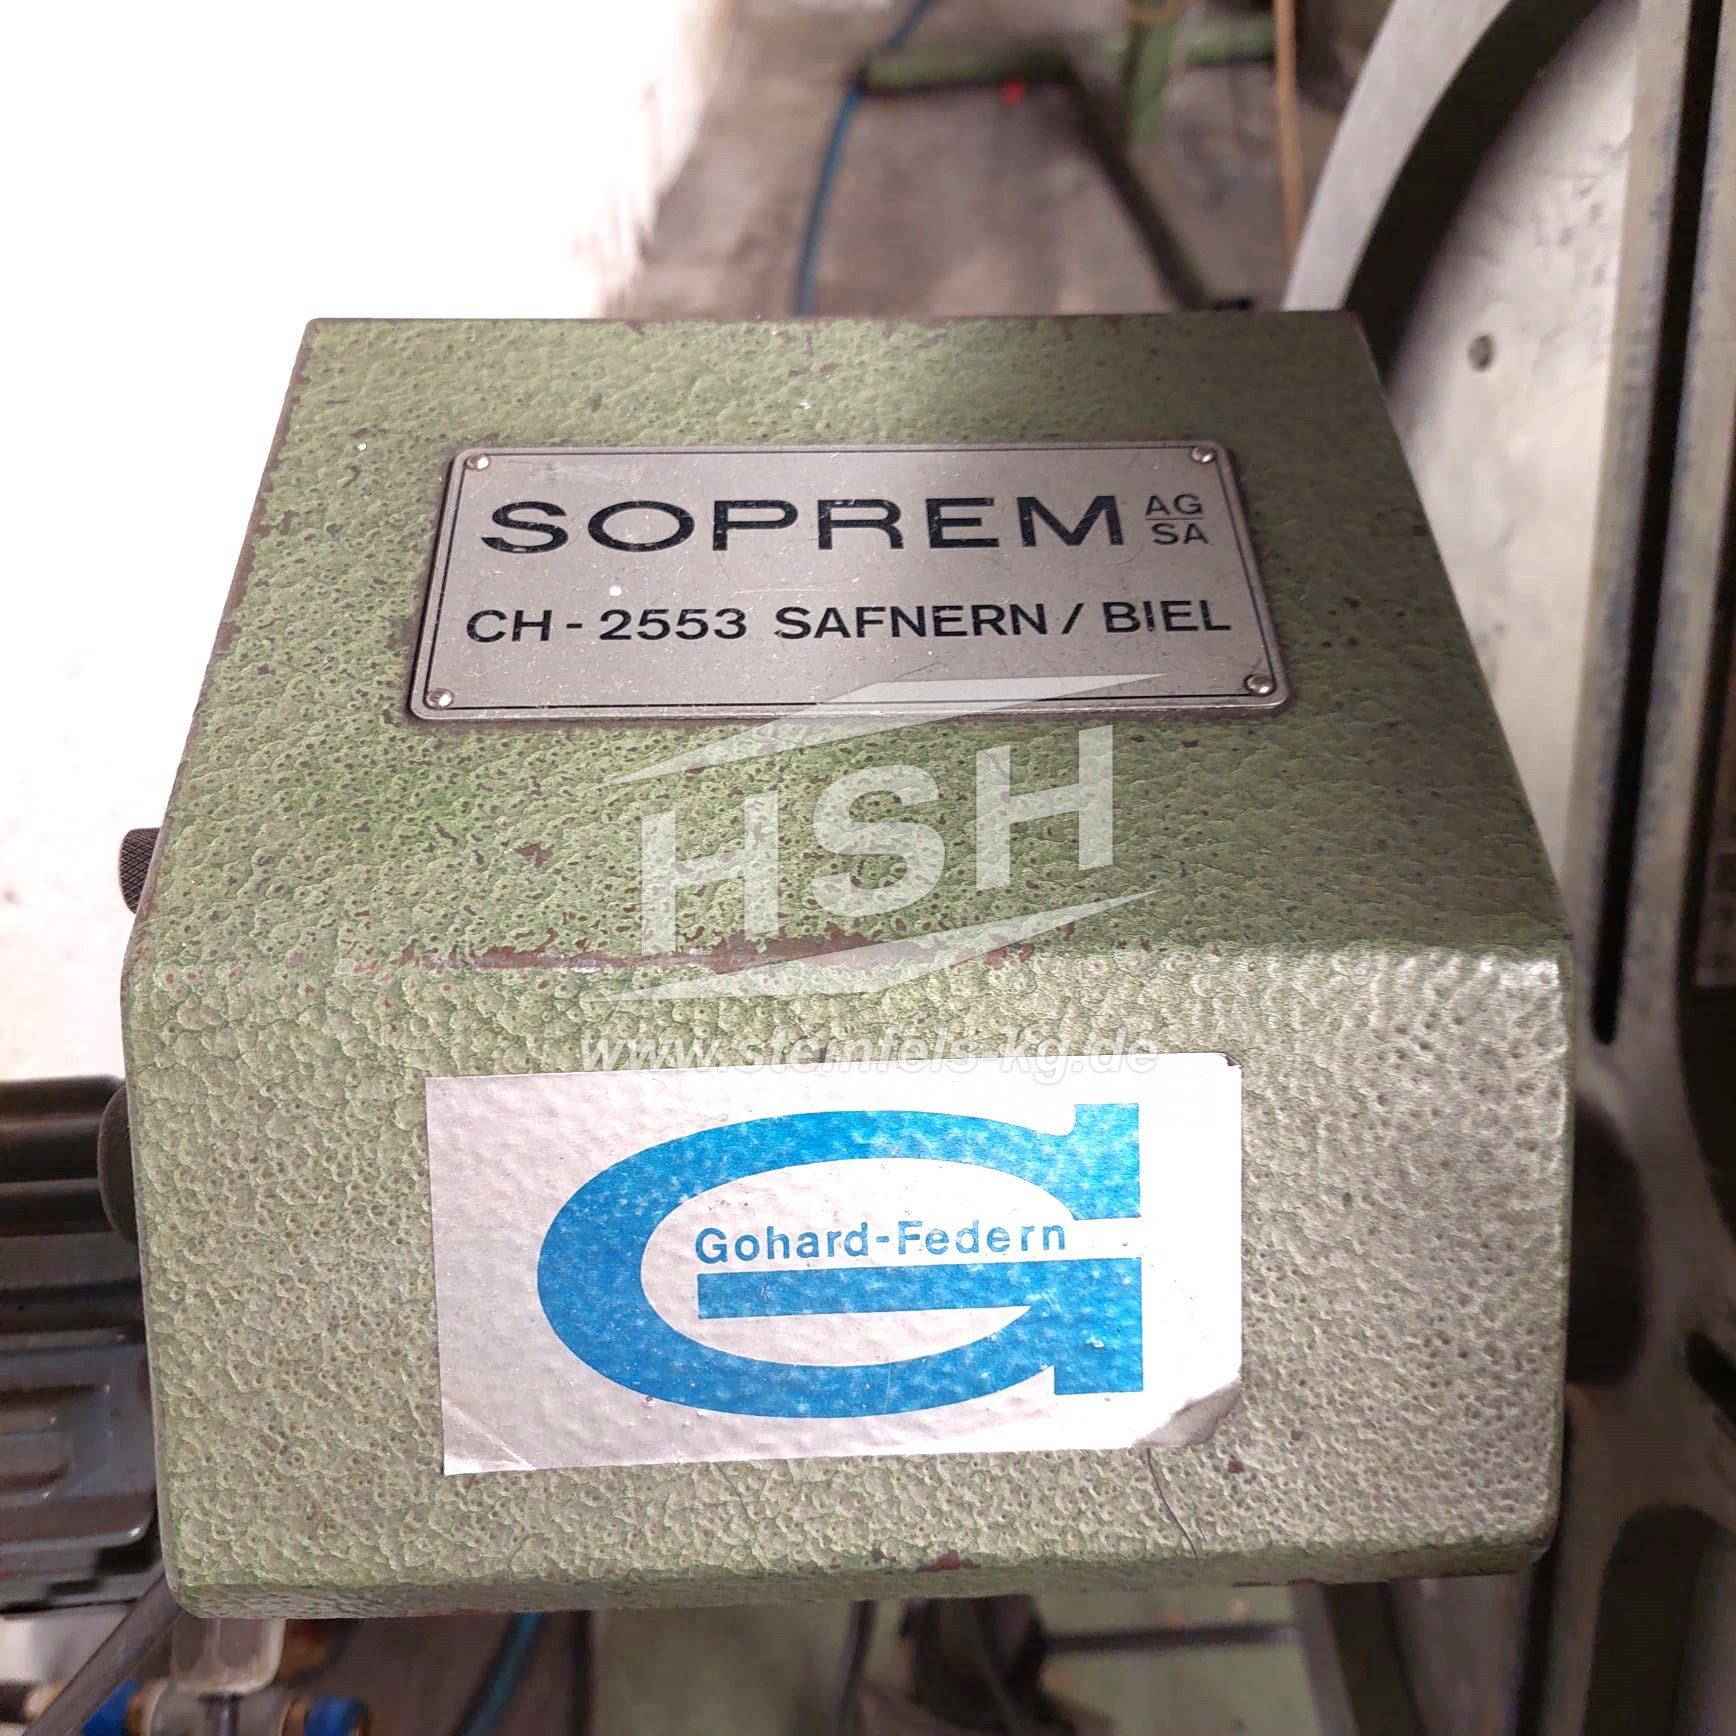 SOPREM AG
SA
CH-2553 SAFNERN/BIEL
HSH
www.steinfels-kg.de
Gohard-Federn